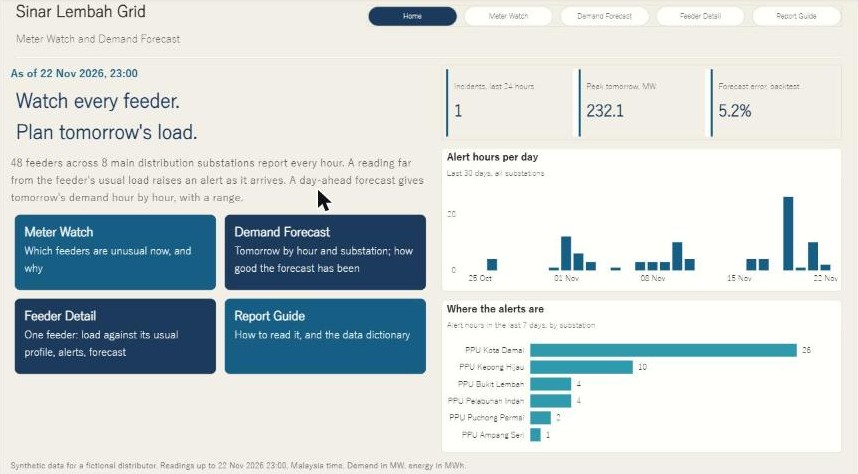 Sinar Lembah Grid
Meter Watch and Demand Forecast
Home
Meter Watch
Demand Forecast
Feeder Detail
Report Guide
As of 22 Nov 2026, 23:00
Watch every feeder.
Plan tomorrow's load.
48 feeders across 8 main distribution substations report every hour. A reading far
from the feeder's usual load raises an alert as it arrives. A day-ahead forecast gives
tomorrow's demand hour by hour, with a range.
Meter Watch
Which feeders are unusual now, and
why
Demand Forecast
Tomorrow by hour and substation; how
good the forecast has been
Feeder Detail
One feeder: load against its usual
profile, alerts, forecast
Report Guide
How to read it, and the data dictionary
Incidents, last 24 hours
1
Peak tomorrow, MW
232.1
Forecast error, backtest
5.2%
Alert hours per day
Last 30 days, all substations
20
0
25 Oct
01 Nov
08 Nov
15 Nov
22 Nov
Where the alerts are
Alert hours in the last 7 days, by substation
PPU Kota Damai
26
PPU Kepong Hijau
10
PPU Bukit Lembah
4
PPU Pelabuhan Indah
4
PPU Puchong Permai
2
PPU Ampang Seri
1
Synthetic data for a fictional distributor. Readings up to 22 Nov 2026 23:00, Malaysia time. Demand in MW, energy in MWh.